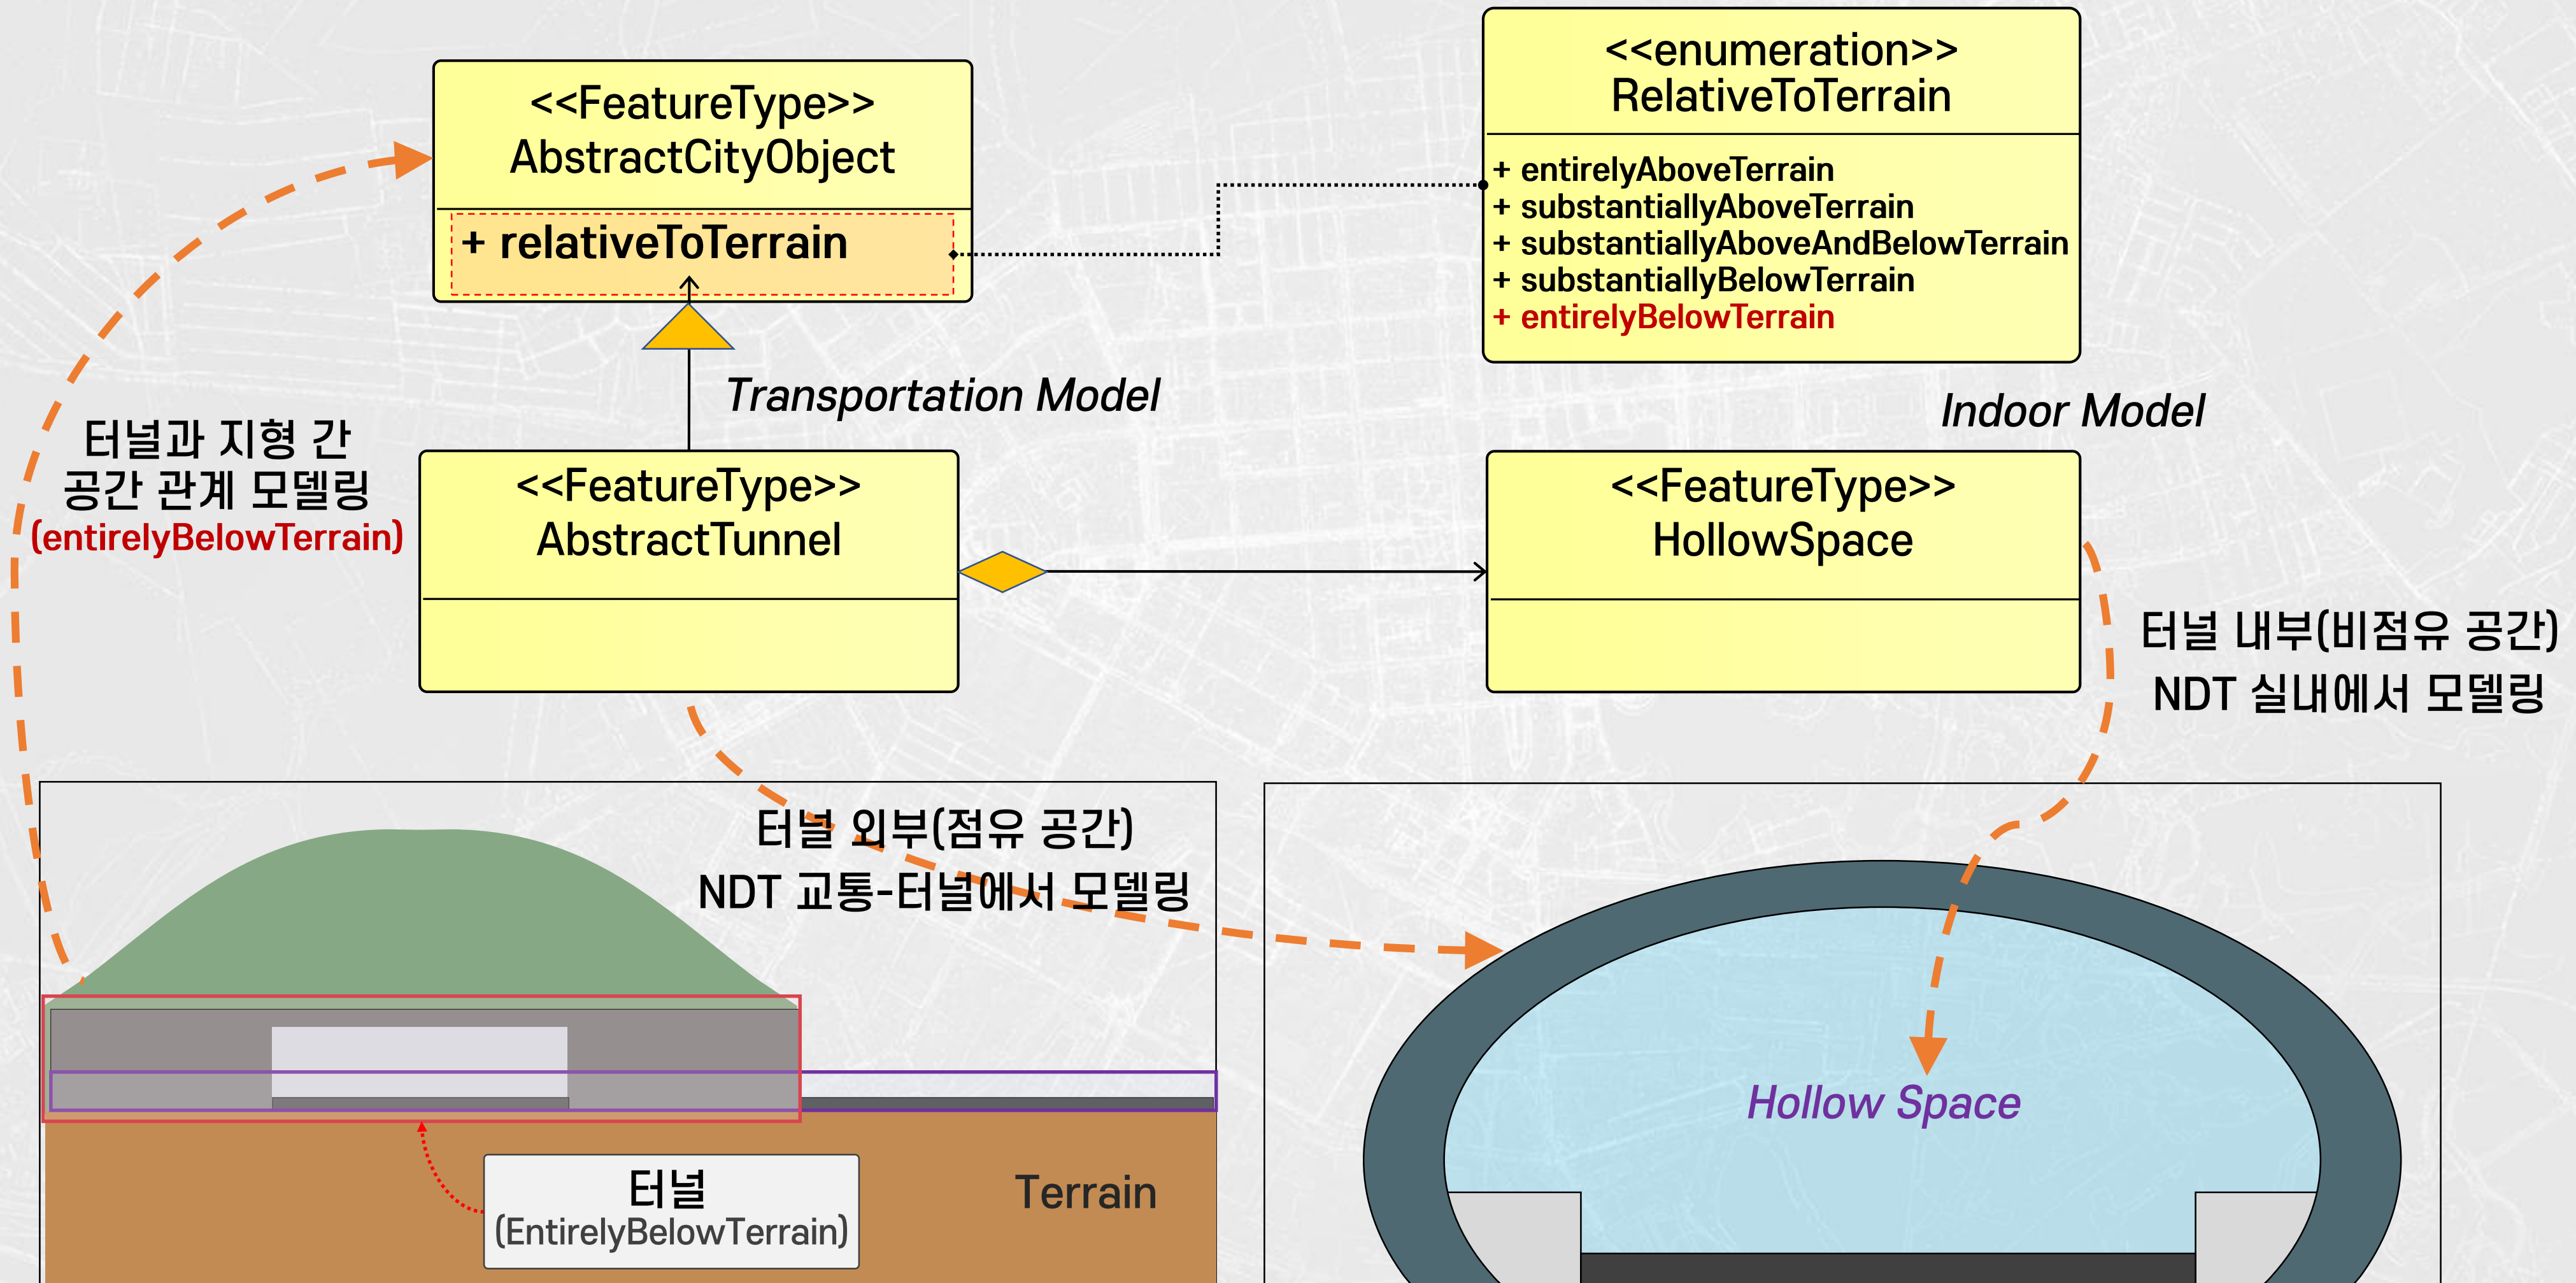 <<FeatureType>>
AbstractCityObject
+ relativeToTerrain
<<enumeration>>
RelativeToTerrain
+ entirelyAboveTerrain
+ substantiallyAboveTerrain
+ substantiallyAboveAndBelowTerrain
+ substantiallyBelowTerrain
+ entirelyBelowTerrain
Transportation Model
Indoor Model
터널과 지형 간
공간 관계 모델링
(entirelyBelowTerrain)
<<FeatureType>>
AbstractTunnel
<<FeatureType>>
HollowSpace
터널 내부(비점유 공간)
NDT 실내에서 모델링
터널 외부(점유 공간)
NDT 교통-터널에서 모델링
Hollow Space
터널
(EntirelyBelowTerrain)
Terrain